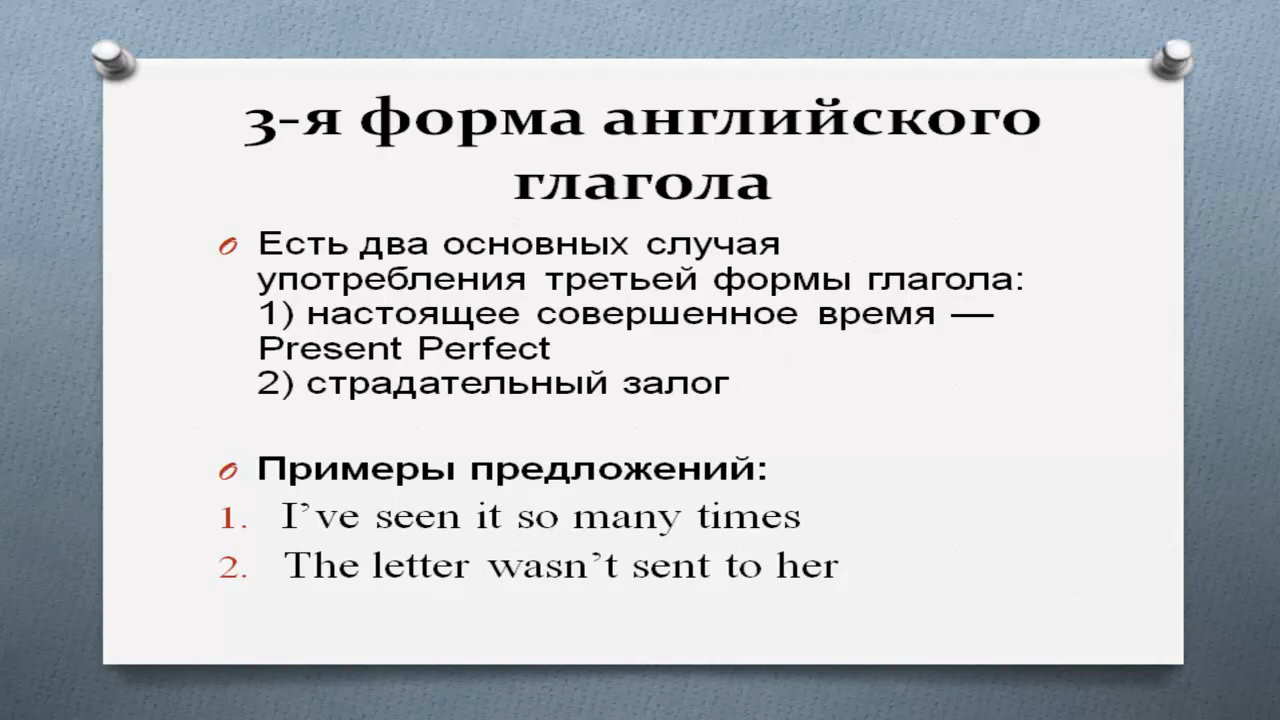 3-я форма английского
глагола
Есть два основных случая
употребления третьей формы глагола:
1) настоящее совершенное время —
Present Perfect
2) страдательный залог
Примеры предложений:
1. I’ve seen it so many times
2. The letter wasn’t sent to her